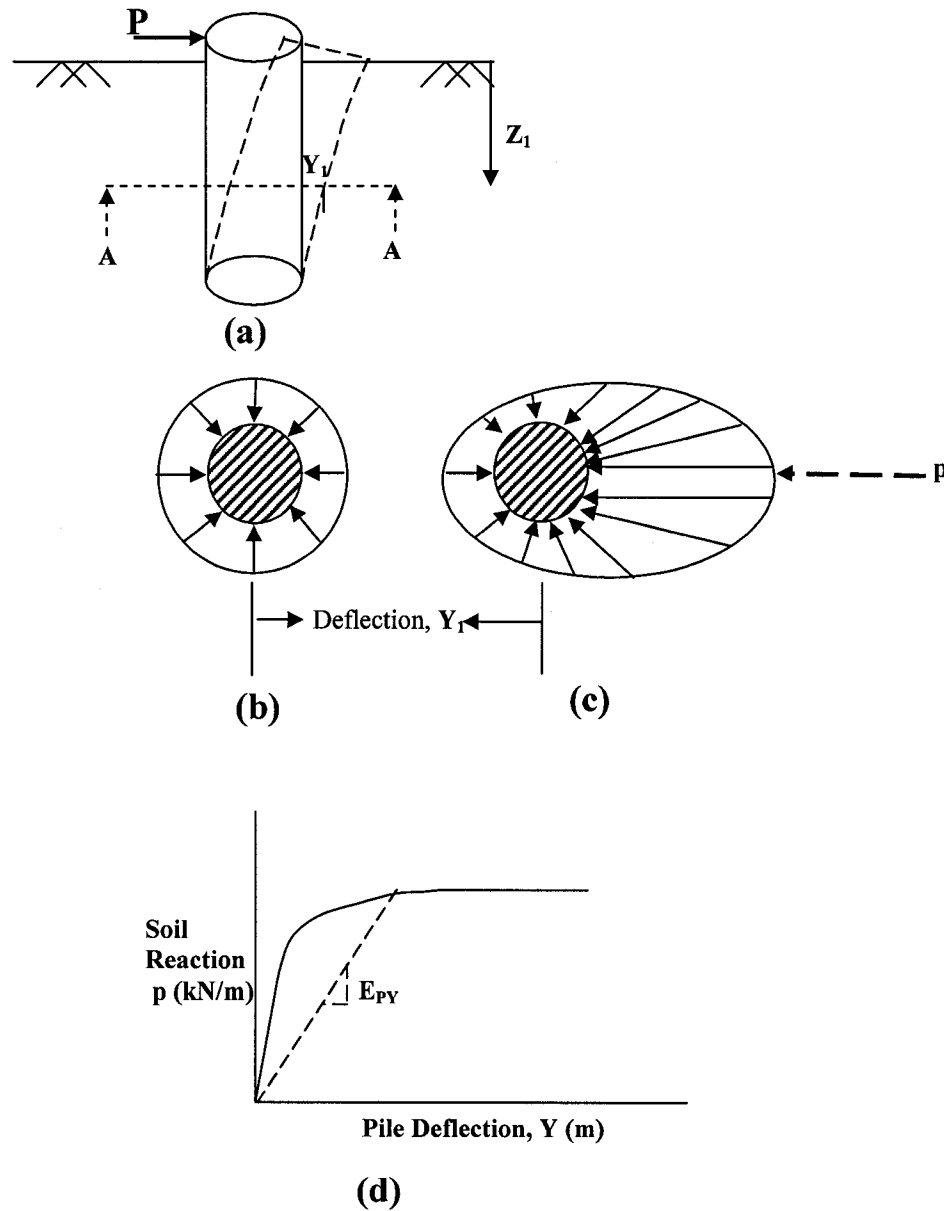 P
Z1
Y1
A A
(a)
p
Deflection, Y1
(b) (c)
Soil
Reaction
p (kN/m)
EPY
Pile Deflection, Y (m)
(d)